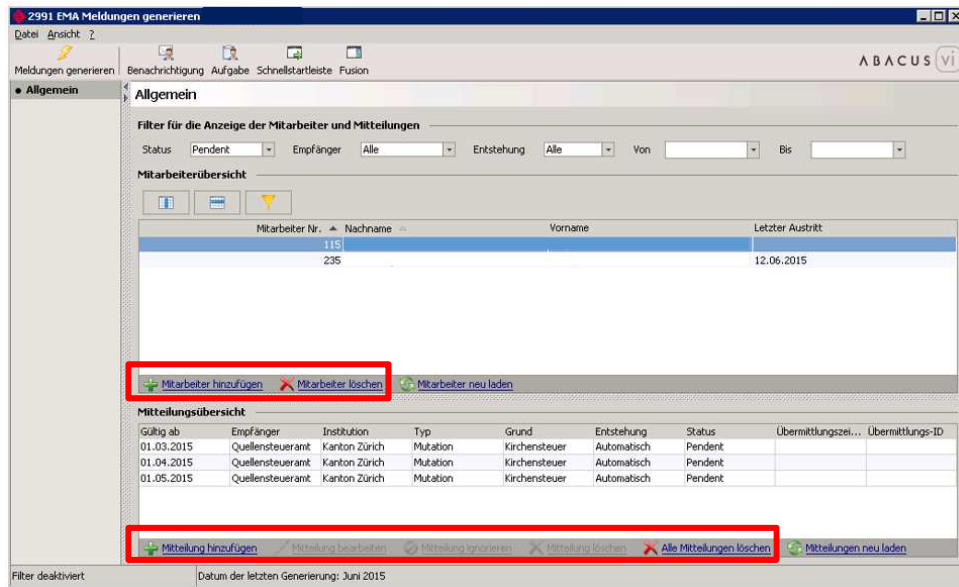 2991 EMA Meldungen generieren
Datei Ansicht ?
Meldungen generieren Benachrichtigung Aufgabe Schnellstartleiste Fusion
ABACUS vi
Allgemein
Allgemein
Filter für die Anzeige der Mitarbeiter und Mitteilungen
Status Pendent Empfänger Alle Entstehung Alle Von Bis
Mitarbeiterübersicht
Mitarbeiter Nr. Nachname Vorname Letzter Austritt
115
235 12.06.2015
Mitarbeiter hinzufügen Mitarbeiter löschen Mitarbeiter neu laden
Mitteilungsübersicht
Gültig ab Empfänger Institution Typ Grund Entstehung Status Übermittlungszei... Übermittlungs-ID
01.03.2015 Quellensteueramt Kanton Zürich Mutation Kirchensteuer Automatisch Pendent
01.04.2015 Quellensteueramt Kanton Zürich Mutation Kirchensteuer Automatisch Pendent
01.05.2015 Quellensteueramt Kanton Zürich Mutation Kirchensteuer Automatisch Pendent
Mitteilung hinzufügen Mitteilung bearbeiten Mitteilung ignorieren Mitteilung löschen Alle Mitteilungen löschen Mitteilungen neu laden
Filter deaktiviert Datum der letzten Generierung: Juni 2015